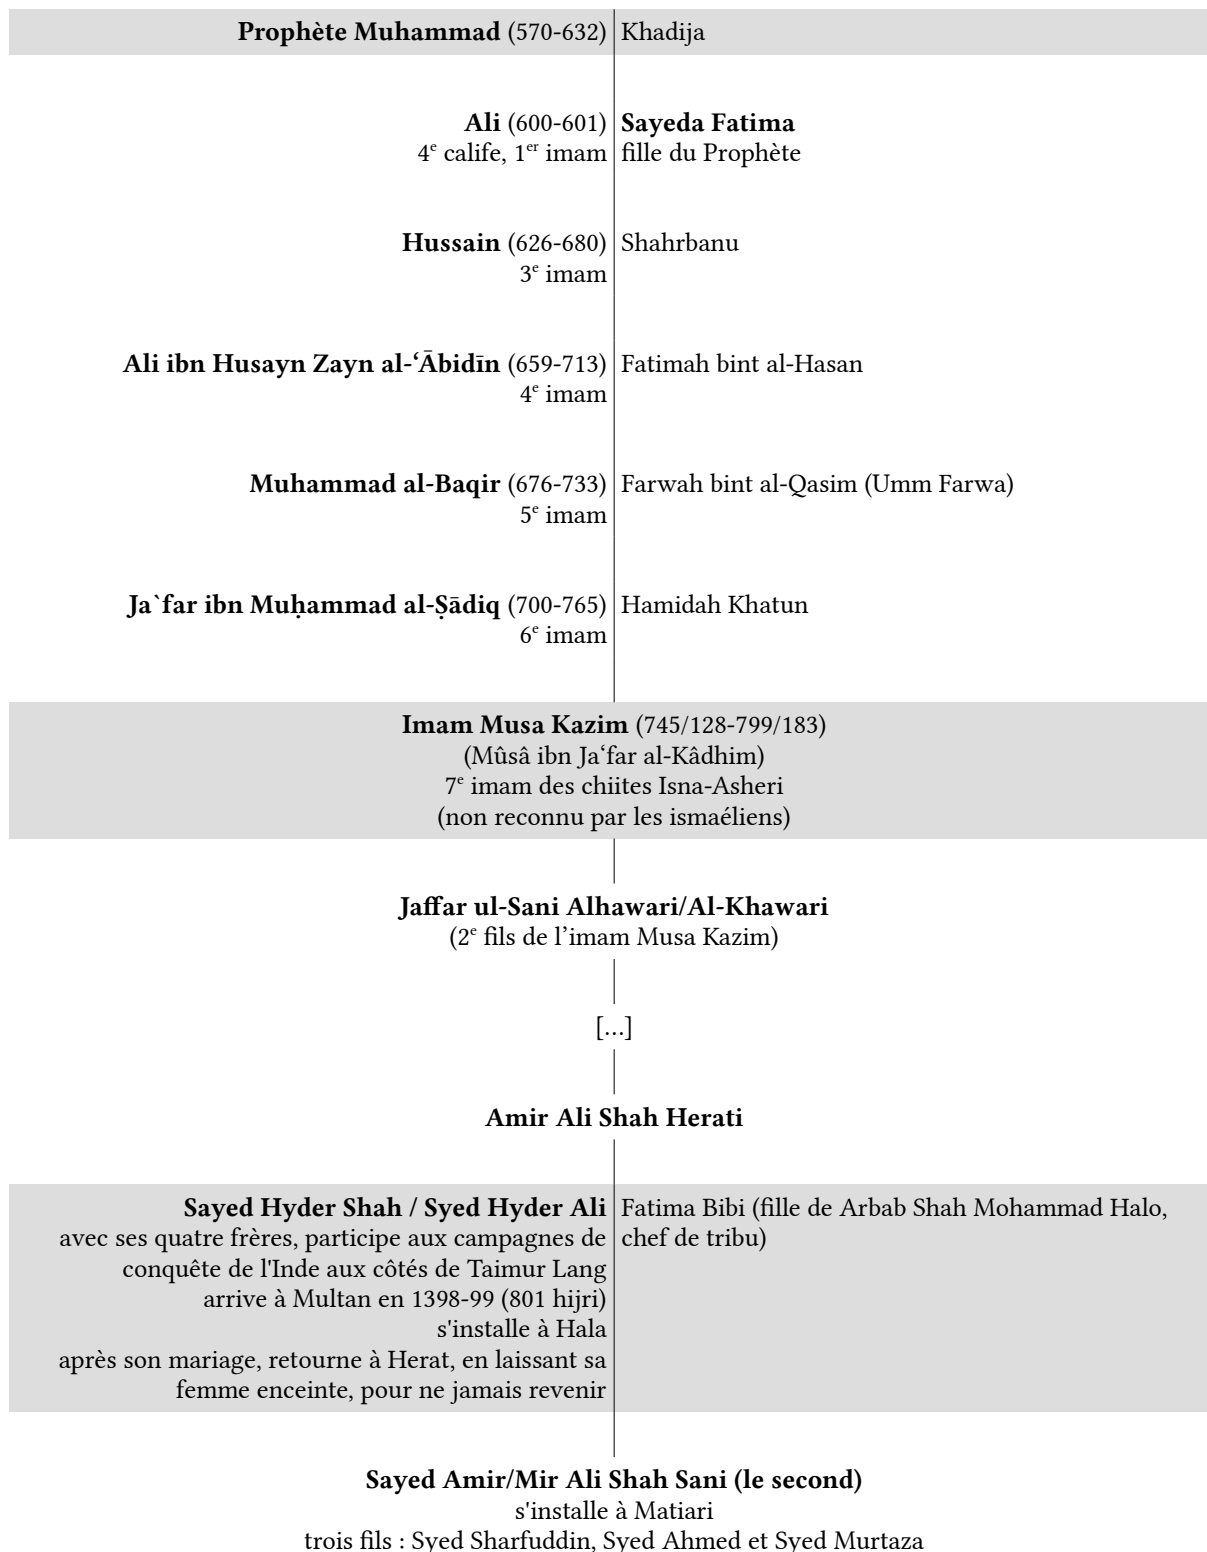 Prophète Muhammad (570-632) Khadija
Ali (600-601) Sayeda Fatima
4e calife, 1er imam fille du Prophète
Hussain (626-680) Shahrbanu
3e imam
Ali ibn Husayn Zayn al-‘Ābidīn (659-713) Fatimah bint al-Hasan
4e imam
Muhammad al-Baqir (676-733) Farwah bint al-Qasim (Umm Farwa)
5e imam
Ja`far ibn Muḥammad al-Ṣādiq (700-765) Hamidah Khatun
6e imam
Imam Musa Kazim (745/128-799/183)
(Mûsâ ibn Ja‘far al-Kâdhim)
7e imam des chiites Isna-Asheri
(non reconnu par les ismaéliens)
Jaffar ul-Sani Alhawari/Al-Khawari
(2e fils de l’imam Musa Kazim)
[…]
Amir Ali Shah Herati
Sayed Hyder Shah / Syed Hyder Ali Fatima Bibi (fille de Arbab Shah Mohammad Halo,
avec ses quatre frères, participe aux campagnes de chef de tribu)
conquête de l'Inde aux côtés de Taimur Lang
arrive à Multan en 1398-99 (801 hijri)
s'installe à Hala
après son mariage, retourne à Herat, en laissant sa
femme enceinte, pour ne jamais revenir
Sayed Amir/Mir Ali Shah Sani (le second)
s'installe à Matiari
trois fils : Syed Sharfuddin, Syed Ahmed et Syed Murtaza